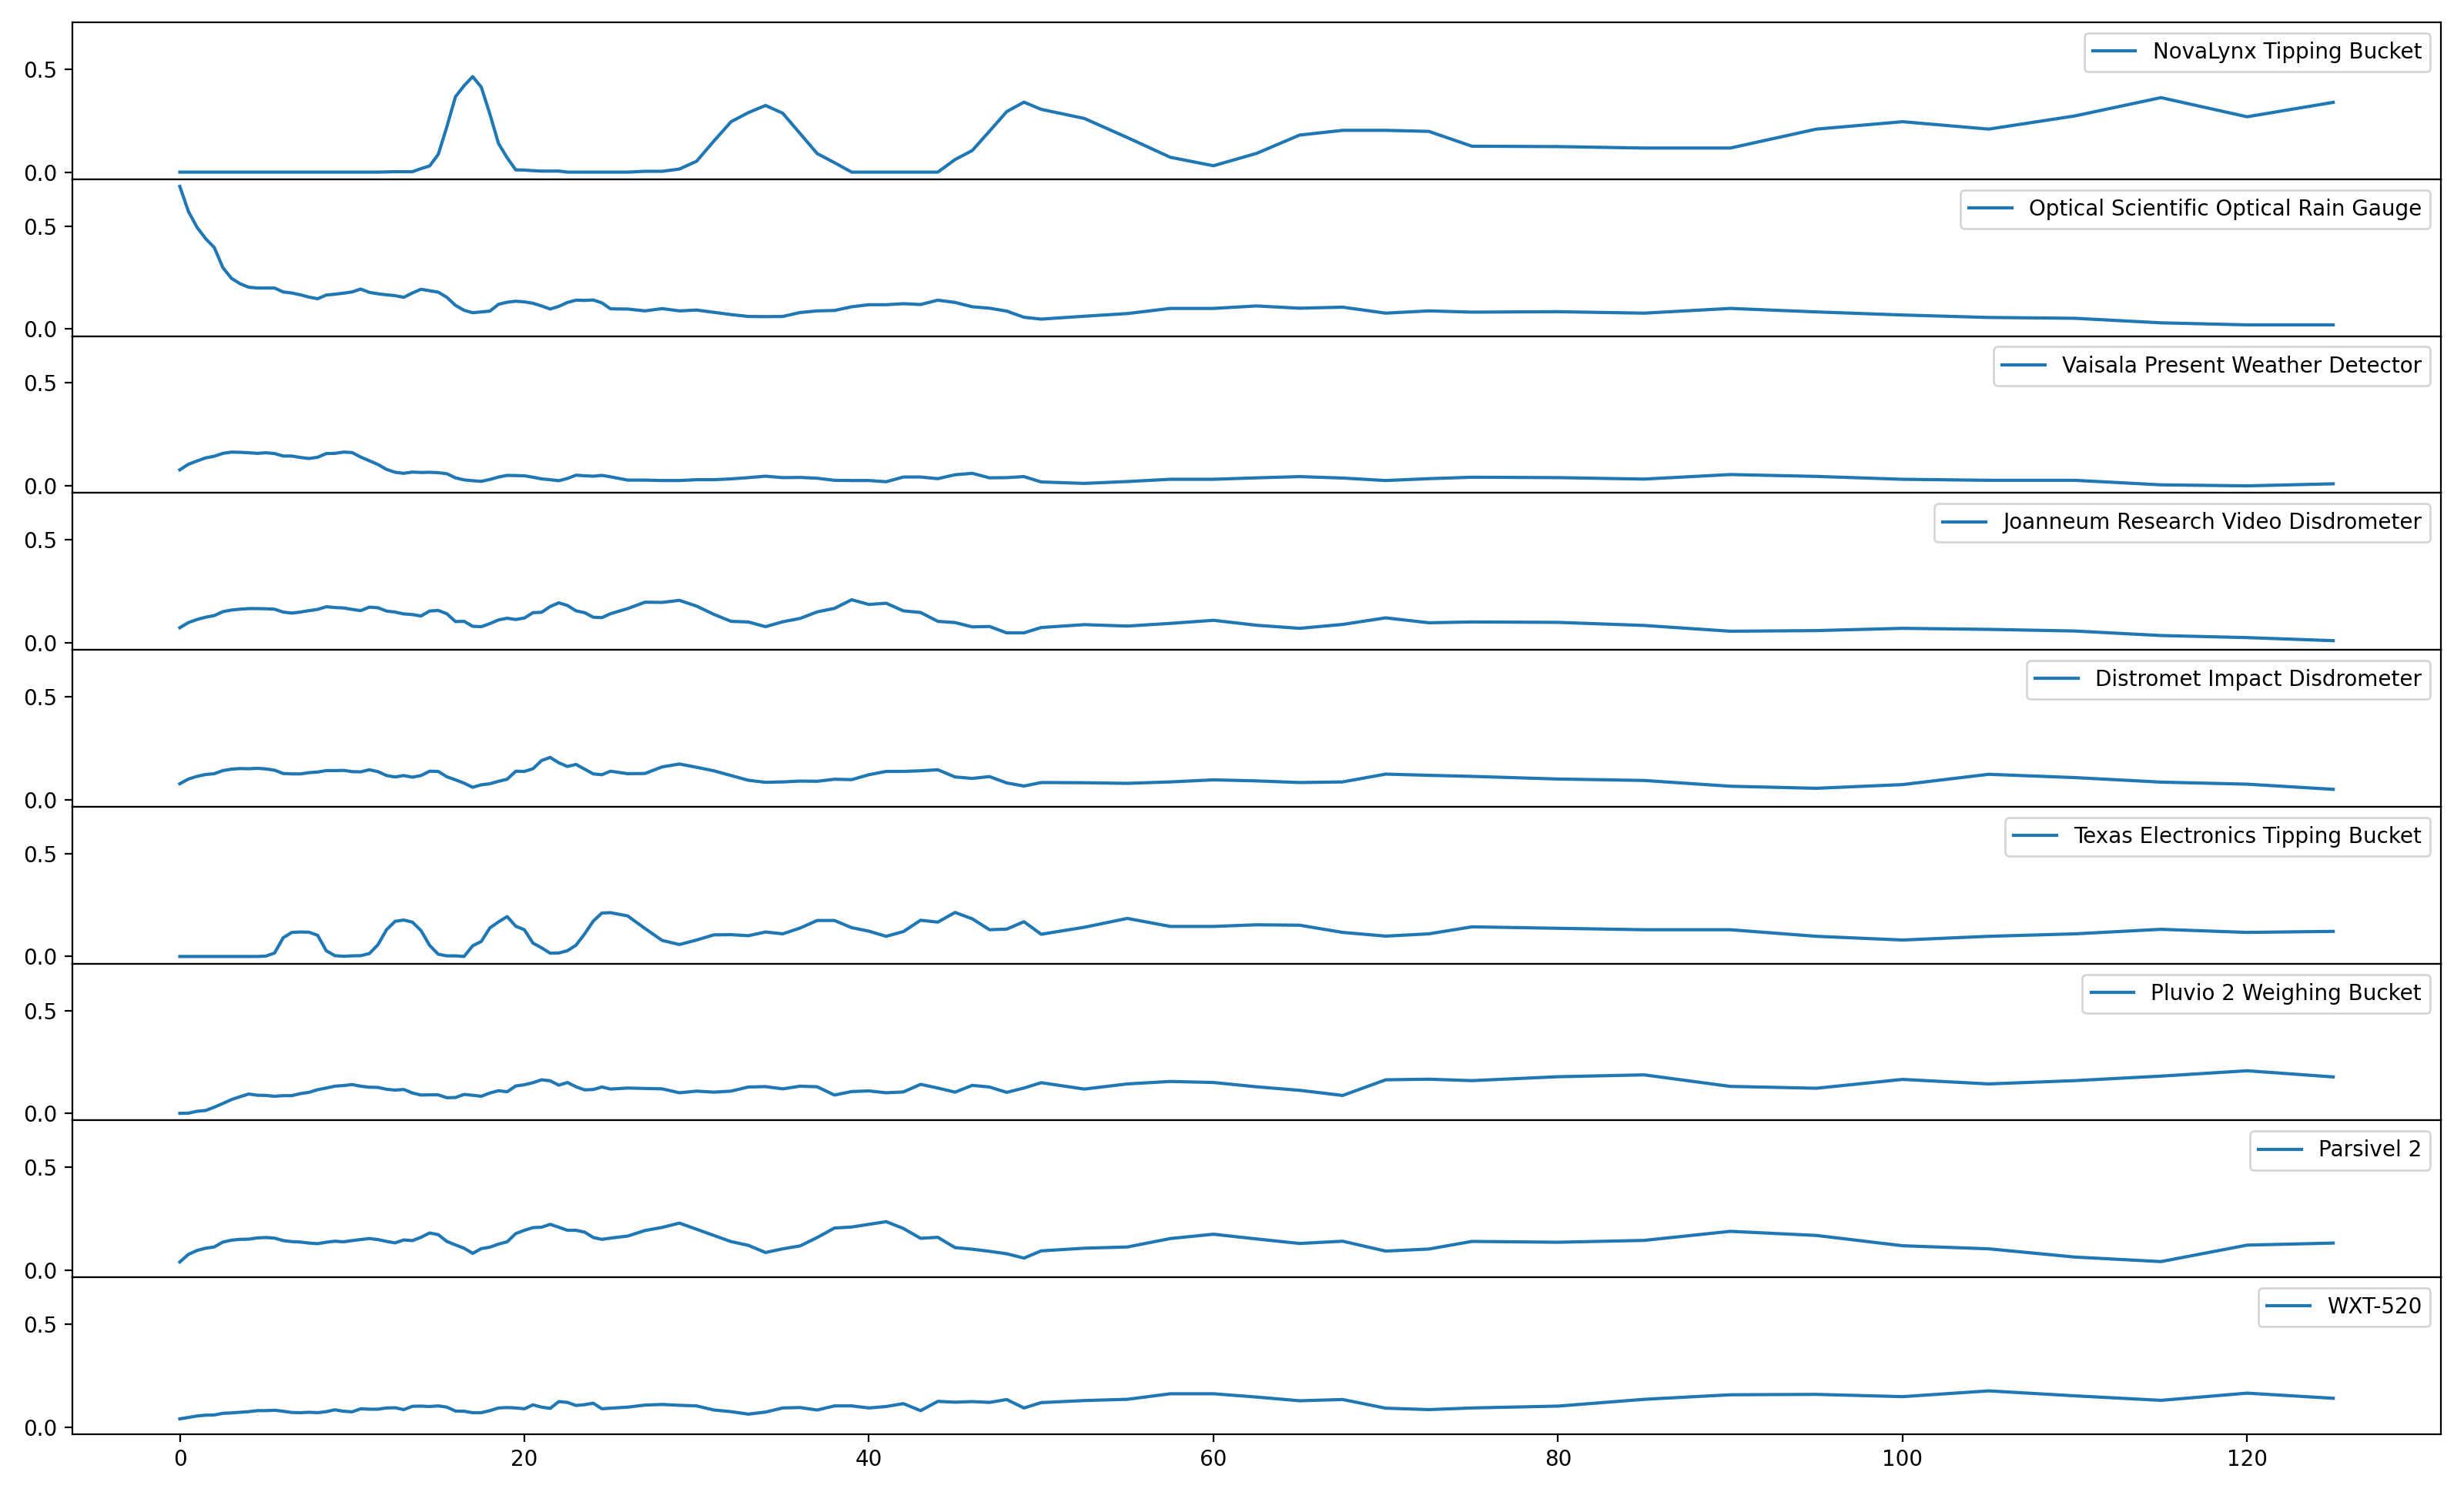 0.5
0.0
NovaLynx Tipping Bucket
0.5
0.0
Optical Scientific Optical Rain Gauge
0.5
0.0
Vaisala Present Weather Detector
0.5
0.0
Joanneum Research Video Disdrometer
0.5
0.0
Distromet Impact Disdrometer
0.5
0.0
Texas Electronics Tipping Bucket
0.5
0.0
Pluvio 2 Weighing Bucket
0.5
0.0
Parsivel 2
0.5
0.0
WXT-520
0 20 40 60 80 100 120